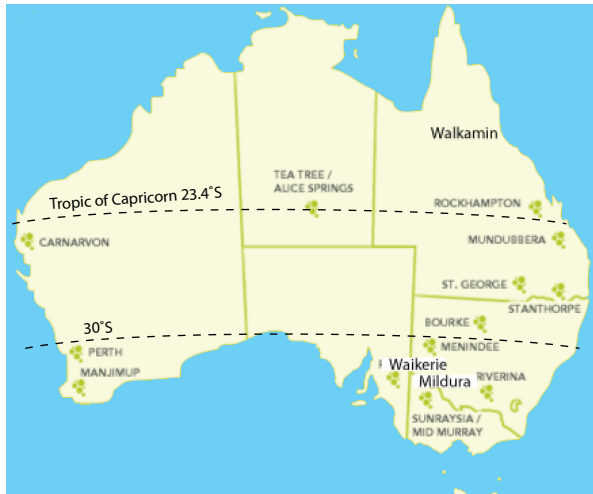 Walkamin
TEA TREE /
ALICE SPRINGS
Tropic of Capricorn 23.4˚S
ROCKHAMPTON
CARNARVON
MUNDUBBERA
ST. GEORGE
STANTHORPE
BOURKE
30˚S
MENINDEE
PERTH
Waikerie
MANJIMUP
Mildura
RIVERINA
SUNRAYSIA /
MID MURRAY